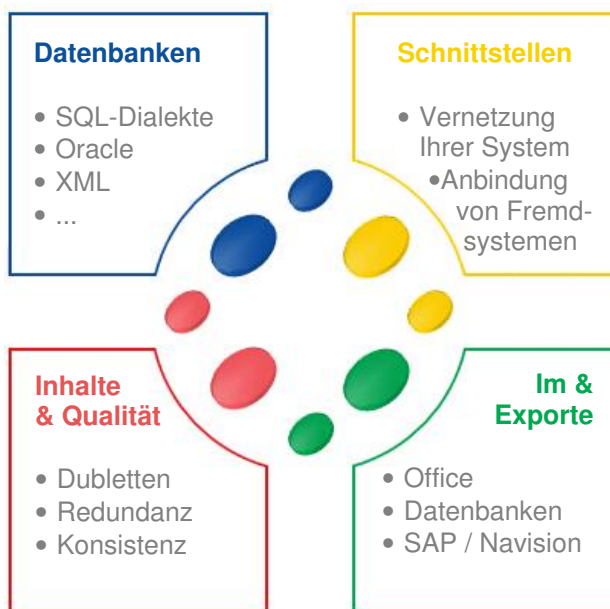 Datenbanken
• SQL-Dialekte
• Oracle
• XML
• ...
Schnittstellen
• Vernetzung
Ihrer System
•Anbindung
von Fremd-
systemen
Inhalte
& Qualität
• Dubletten
• Redundanz
• Konsistenz
Im &
Exporte
• Office
• Datenbanken
• SAP / Navision